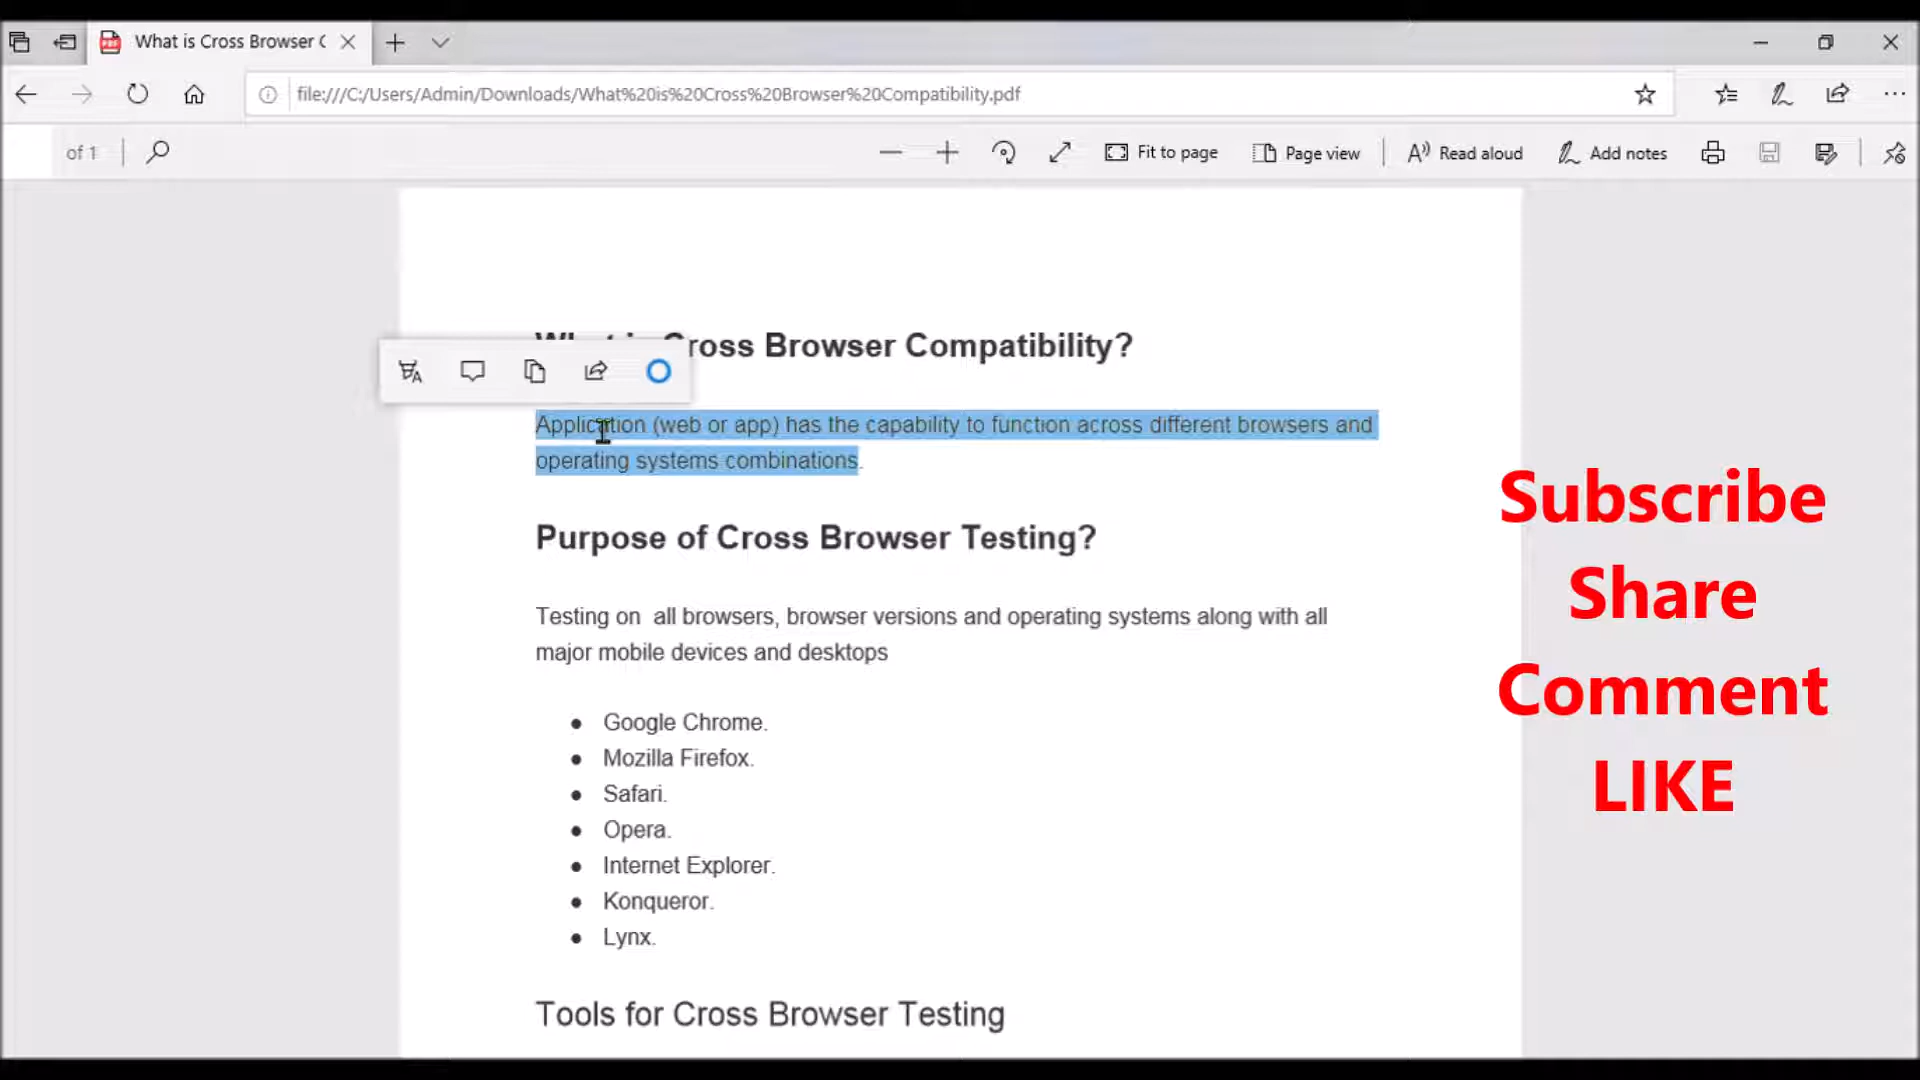 What is Cross Browser C
file:///C:/Users/Admin/Downloads/What%20is%20Cross%20Browser%20Compatibility.pdf
of 1
Fit to page
Page view
Read aloud
Add notes
What is Cross Browser Compatibility?
Application (web or app) has the capability to function across different browsers and
operating systems combinations.
Purpose of Cross Browser Testing?
Testing on  all browsers, browser versions and operating systems along with all
major mobile devices and desktops
● Google Chrome.
● Mozilla Firefox.
● Safari.
● Opera.
● Internet Explorer.
● Konqueror.
● Lynx.
Tools for Cross Browser Testing
Subscribe
Share
Comment
LIKE